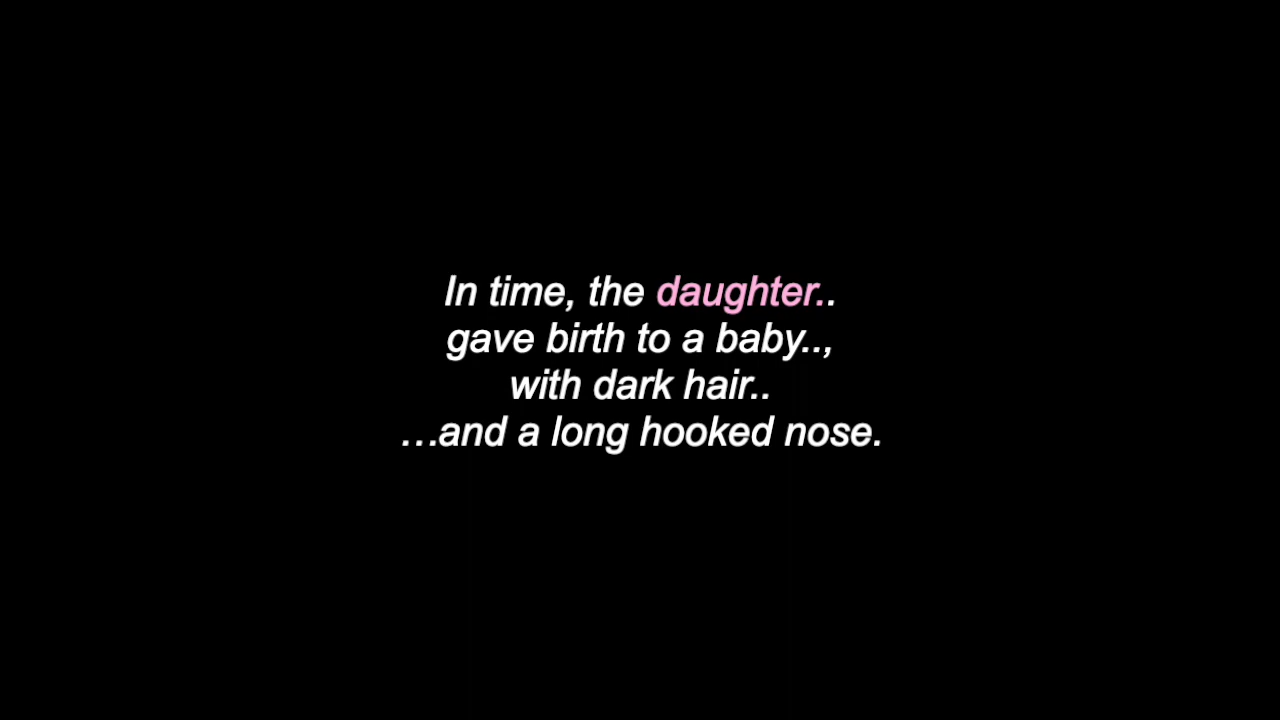 In time, the daughter..
gave birth to a baby..,
with dark hair..
…and a long hooked nose.